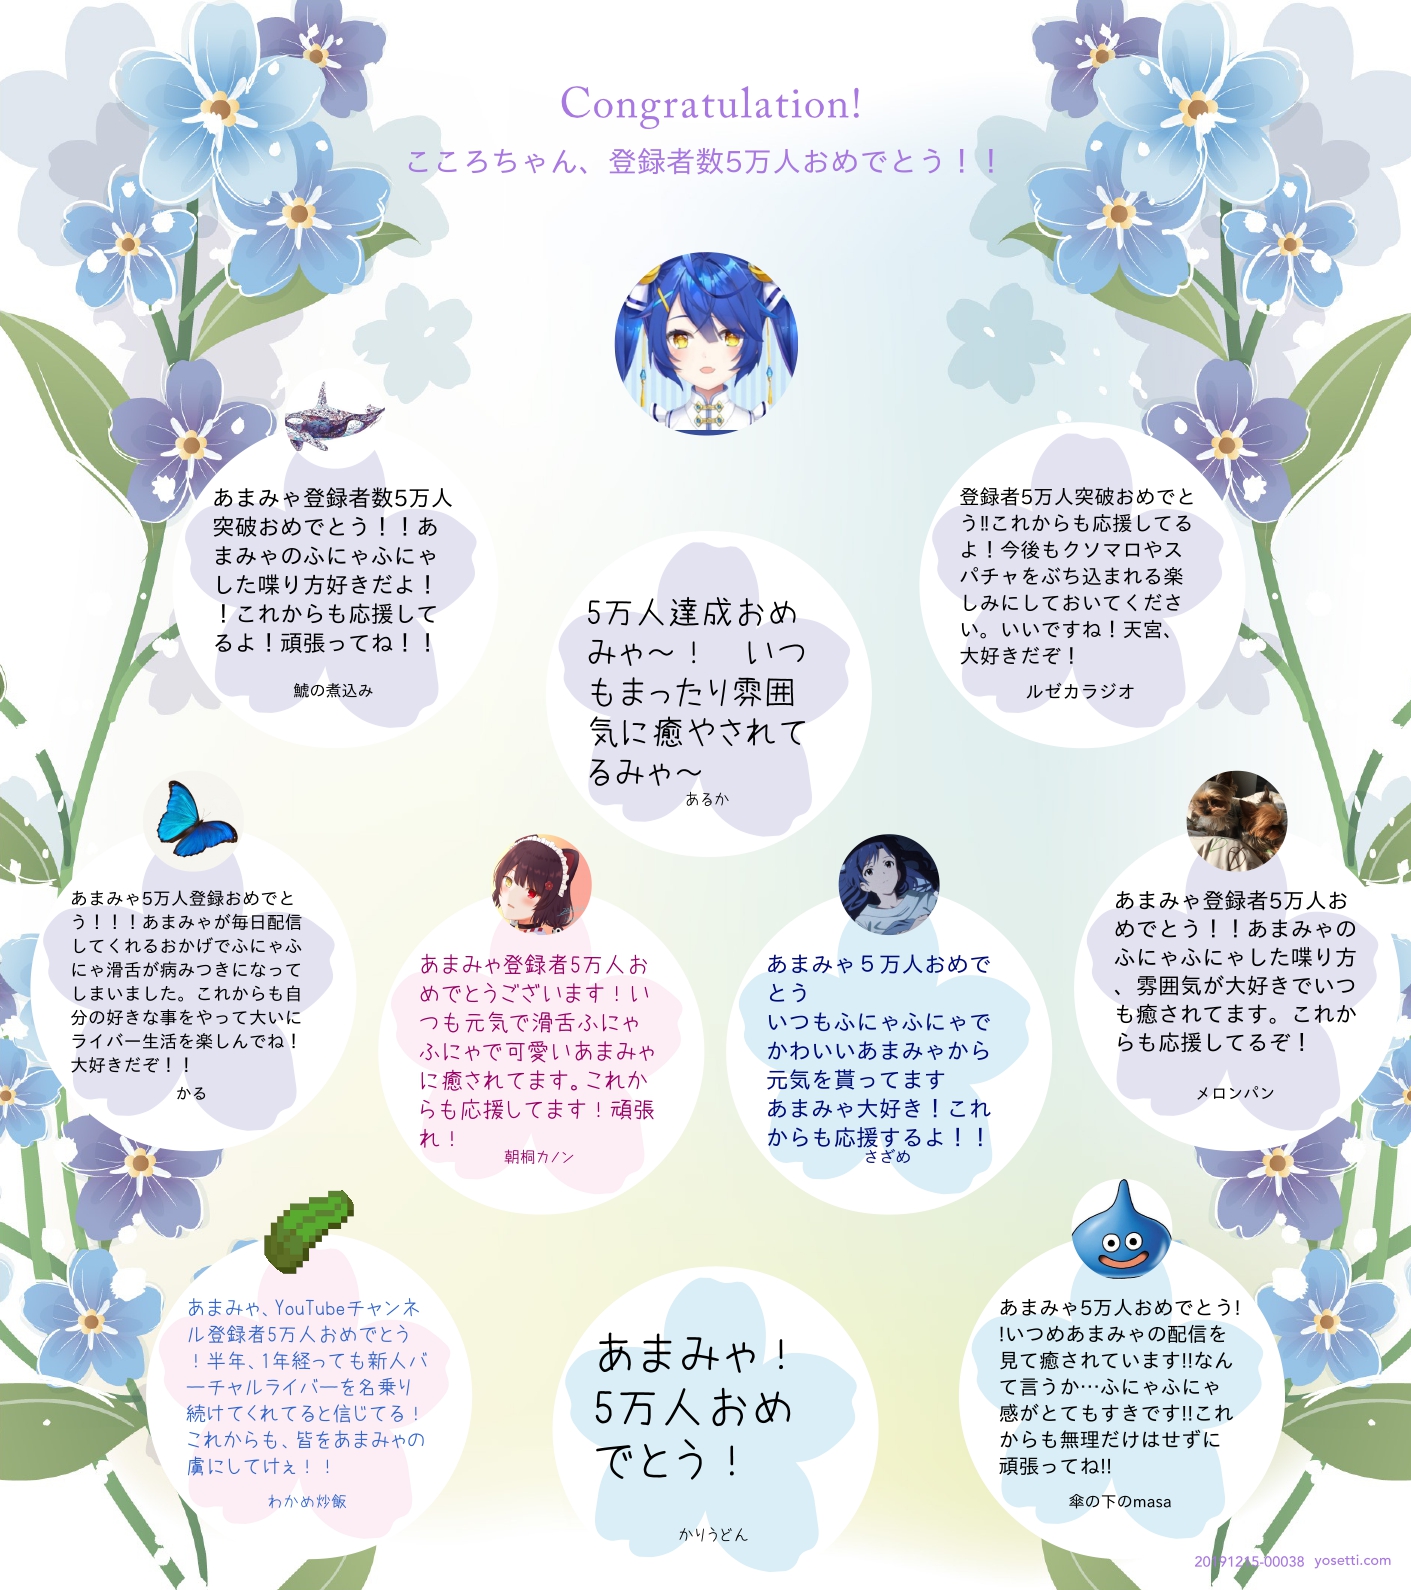 Congratulation!
こころちゃん、登録者数5万人おめでとう！！
あまみゃ登録者数5万人
突破おめでとう！！あ
まみゃのふにゃふにゃ
した喋り方好きだよ！
！これからも応援して
るよ！頑張ってね！！
鯱の煮込み
5万人達成おめ
みゃ～！　いつ
もまったり雰囲
気に癒やされて
るみゃ～
あるか
登録者5万人突破おめでと
う‼これからも応援してる
よ！今後もクソマロやス
パチャをぶち込まれる楽
しみにしておいてくださ
い。いいですね！天宮、
大好きだぞ！
ルゼカラジオ
あまみゃ5万人登録おめでと
う！！！あまみゃが毎日配信
してくれるおかげでふにゃふ
にゃ滑舌が病みつきになって
しまいました。これからも自
分の好きな事をやって大いに
ライバー生活を楽しんでね！
大好きだぞ！！
かる
あまみゃ登録者5万人お
めでとうございます！い
つも元気で滑舌ふにゃ
ふにゃで可愛いあまみゃ
に癒されてます。これか
らも応援してます！頑張
れ！
朝桐カノン
あまみゃ５万人おめで
とう
いつもふにゃふにゃで
かわいいあまみゃから
元気を貰ってます
あまみゃ大好き！これ
からも応援するよ！！
さざめ
あまみゃ登録者5万人お
めでとう！！あまみゃの
ふにゃふにゃした喋り方
、雰囲気が大好きでいつ
も癒されてます。これか
らも応援してるぞ！
メロンパン
あまみゃ、YouTubeチャンネ
ル登録者5万人おめでとう
！半年、1年経っても新人バ
ーチャルライバーを名乗り
続けてくれてると信じてる！
これからも、皆をあまみゃの
虜にしてけぇ！！
わかめ炒飯
あまみゃ！
5万人おめ
でとう！
かりうどん
あまみゃ5万人おめでとう!
!いつめあまみゃの配信を
見て癒されています!!なん
て言うか…ふにゃふにゃ
感がとてもすきです!!これ
からも無理だけはせずに
頑張ってね!!
傘の下のmasa
20191215-00038 yosetti.com